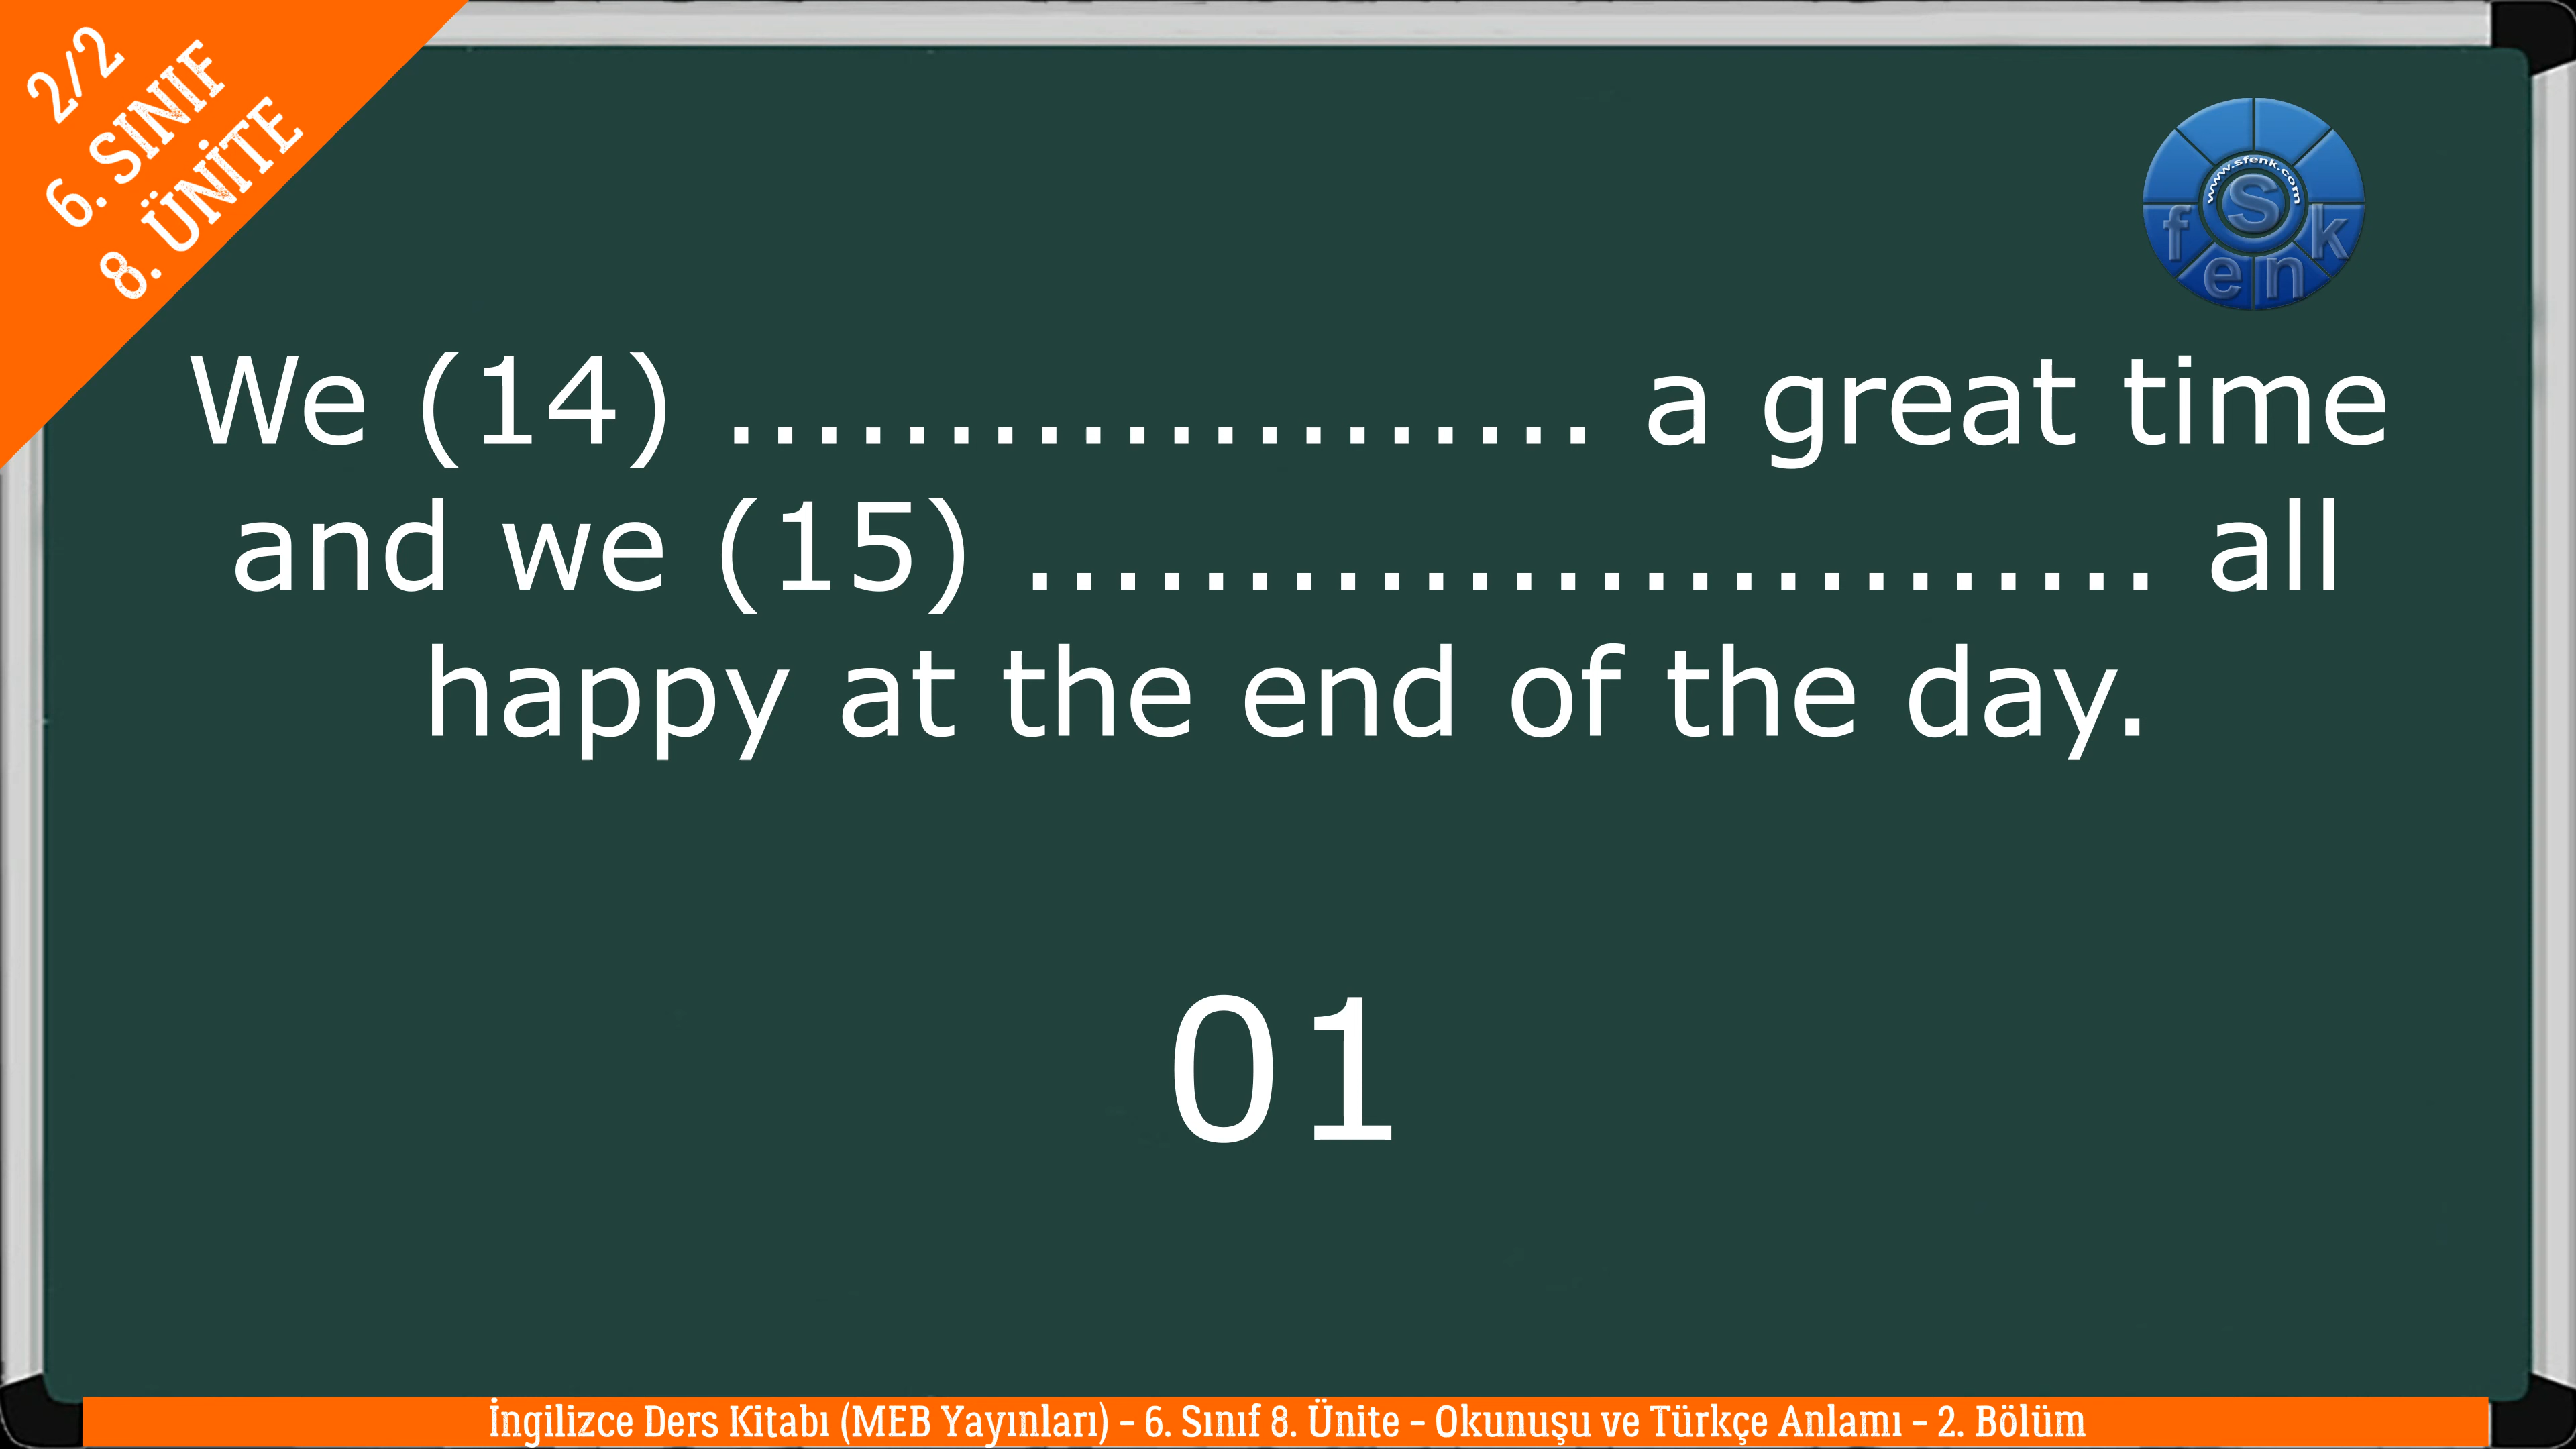 2/2
6. SINIF
8. ÜNİTE
www.sfenk.com
S
f e n k
We (14) .................... a great time
and we (15) .......................... all
happy at the end of the day.
01
İngilizce Ders Kitabı (MEB Yayınları) – 6. Sınıf 8. Ünite – Okunuşu ve Türkçe Anlamı – 2. Bölüm